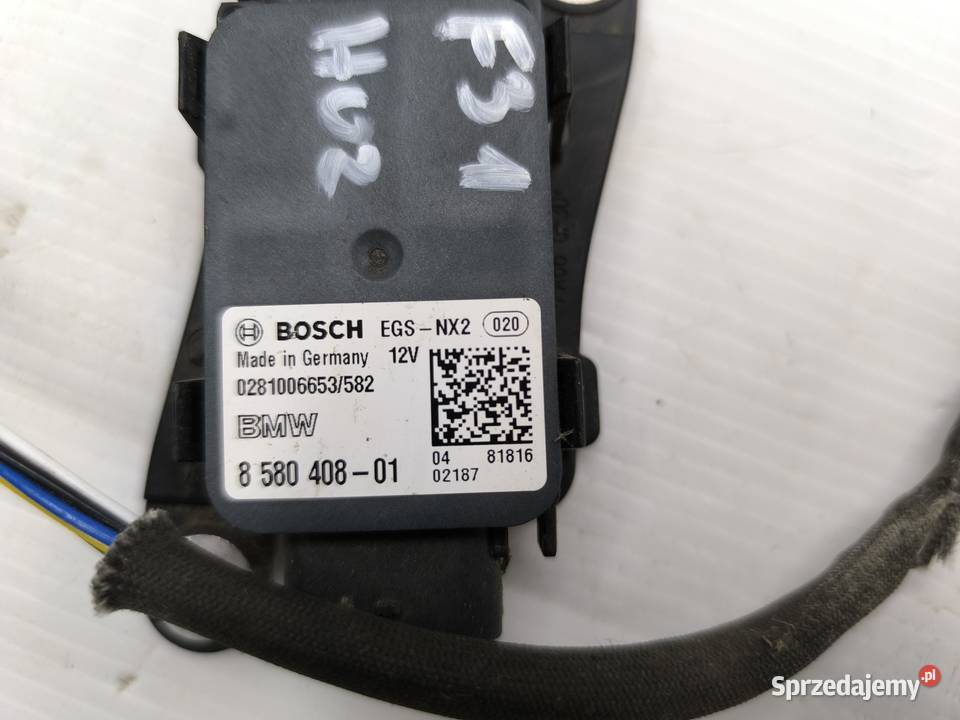 F31
HUZ
BOSCH EGS-NX2 020
Made in Germany 12V
0281006653/582
BMW
8 580 408-01
04 81816
02187
Sprzedajemy.pl